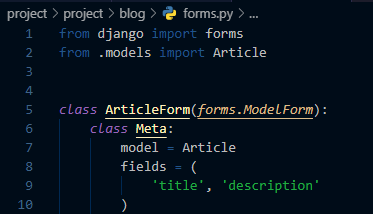 project > project > blog > forms.py > ...
1 from django import forms
2 from .models import Article
3
4
5 class ArticleForm(forms.ModelForm):
6     class Meta:
7         model = Article
8         fields = (
9             'title', 'description'
10         )